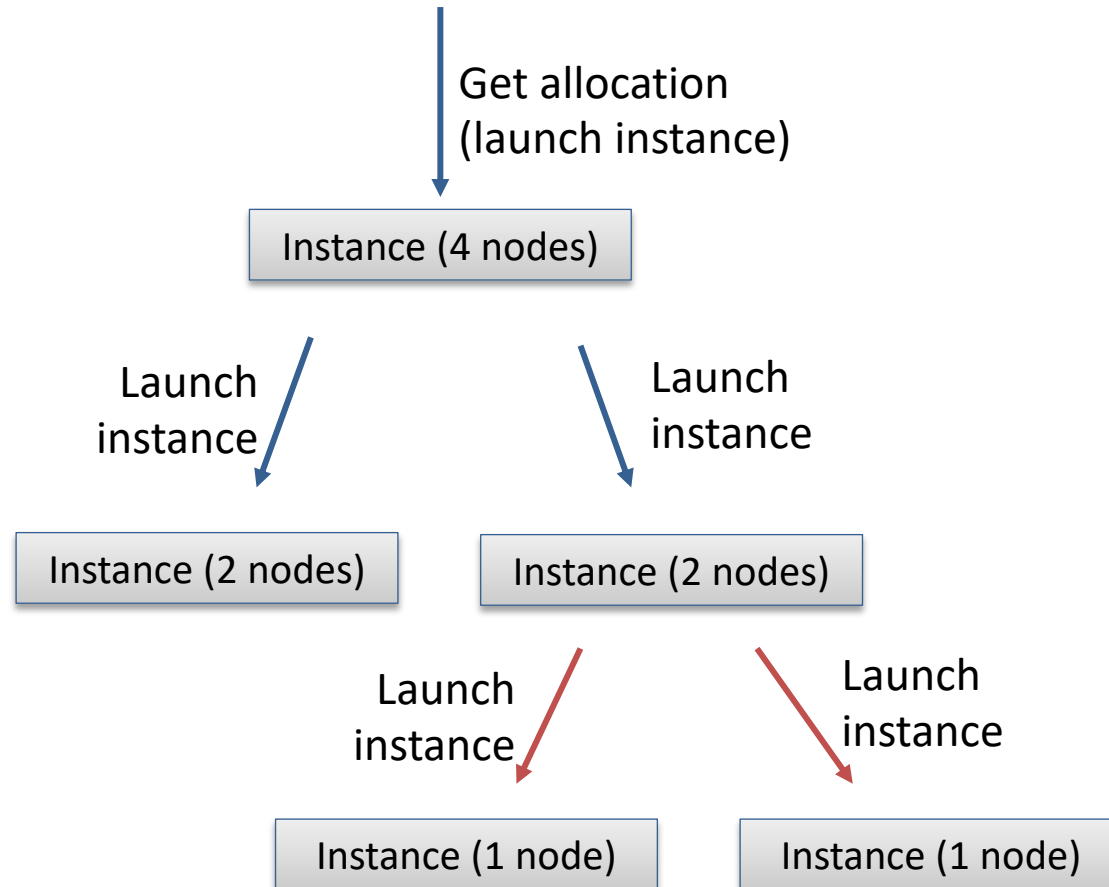 Get allocation
(launch instance)
Instance (4 nodes)
Launch
instance
Launch
instance
Instance (2 nodes)
Instance (2 nodes)
Launch
instance
Launch
instance
Instance (1 node)
Instance (1 node)